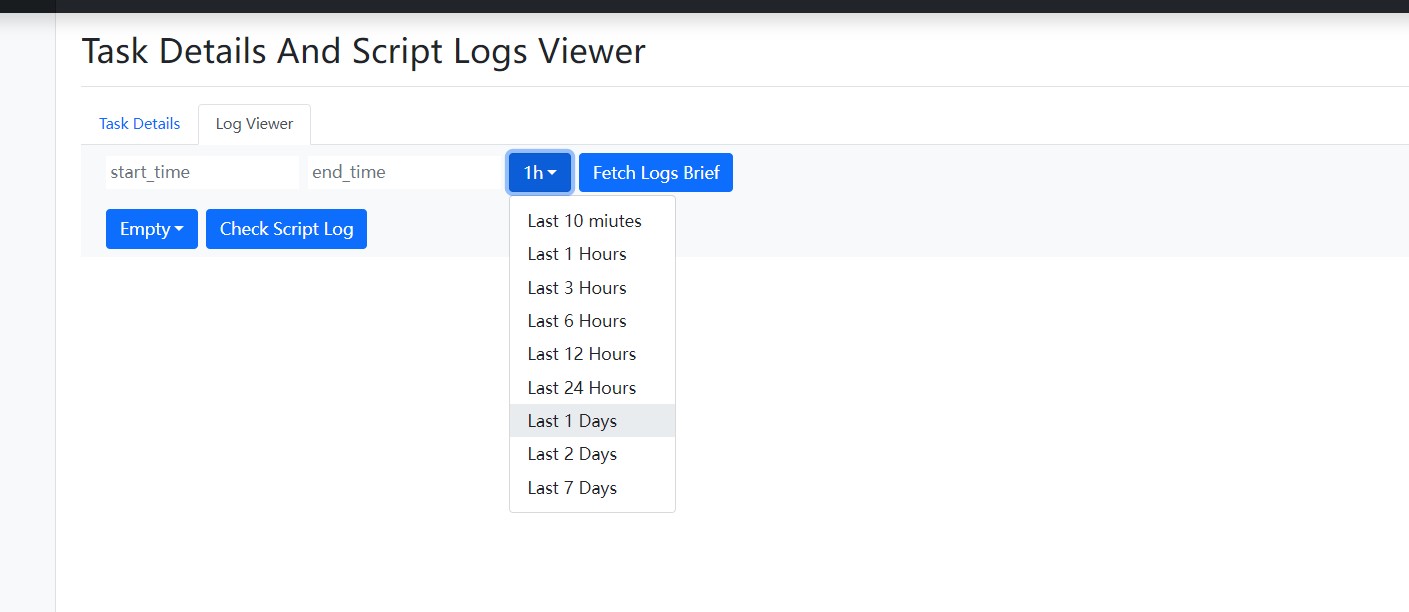 Task Details And Script Logs Viewer
Task Details
Log Viewer
start_time
end_time
1h
Fetch Logs Brief
Empty
Check Script Log
Last 10 miutes
Last 1 Hours
Last 3 Hours
Last 6 Hours
Last 12 Hours
Last 24 Hours
Last 1 Days
Last 2 Days
Last 7 Days